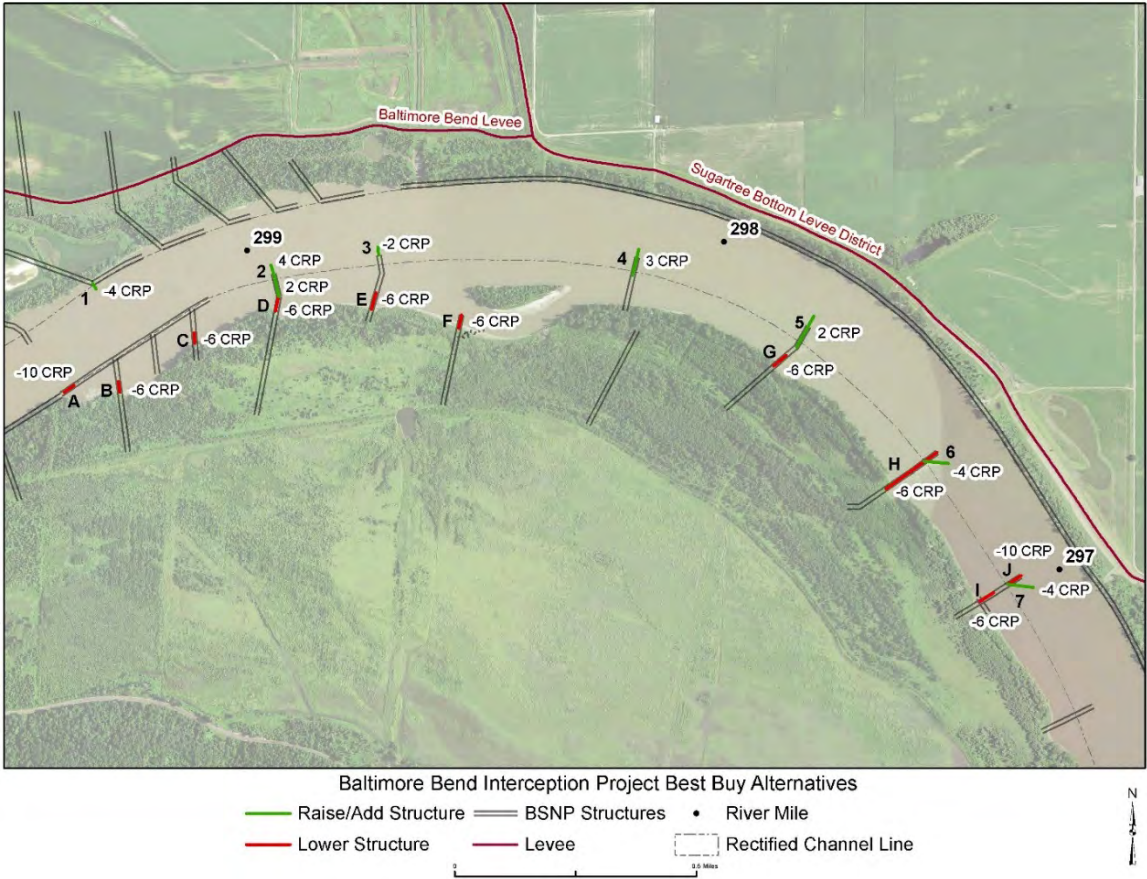 Baltimore Bend Levee
Sugartree Bottom Levee District
299
298
3
-2 CRP
2
4 CRP
4
3 CRP
1
-4 CRP
2 CRP
D
-6 CRP
E
-6 CRP
F
-6 CRP
5
2 CRP
C
-6 CRP
G
-6 CRP
-10 CRP
A
B
-6 CRP
6
H
-4 CRP
-6 CRP
-10 CRP
297
J
I
-4 CRP
7
-6 CRP
Baltimore Bend Interception Project Best Buy Alternatives
Raise/Add Structure
BSNP Structures
River Mile
Lower Structure
Levee
Rectified Channel Line
N
0
0.5 Miles